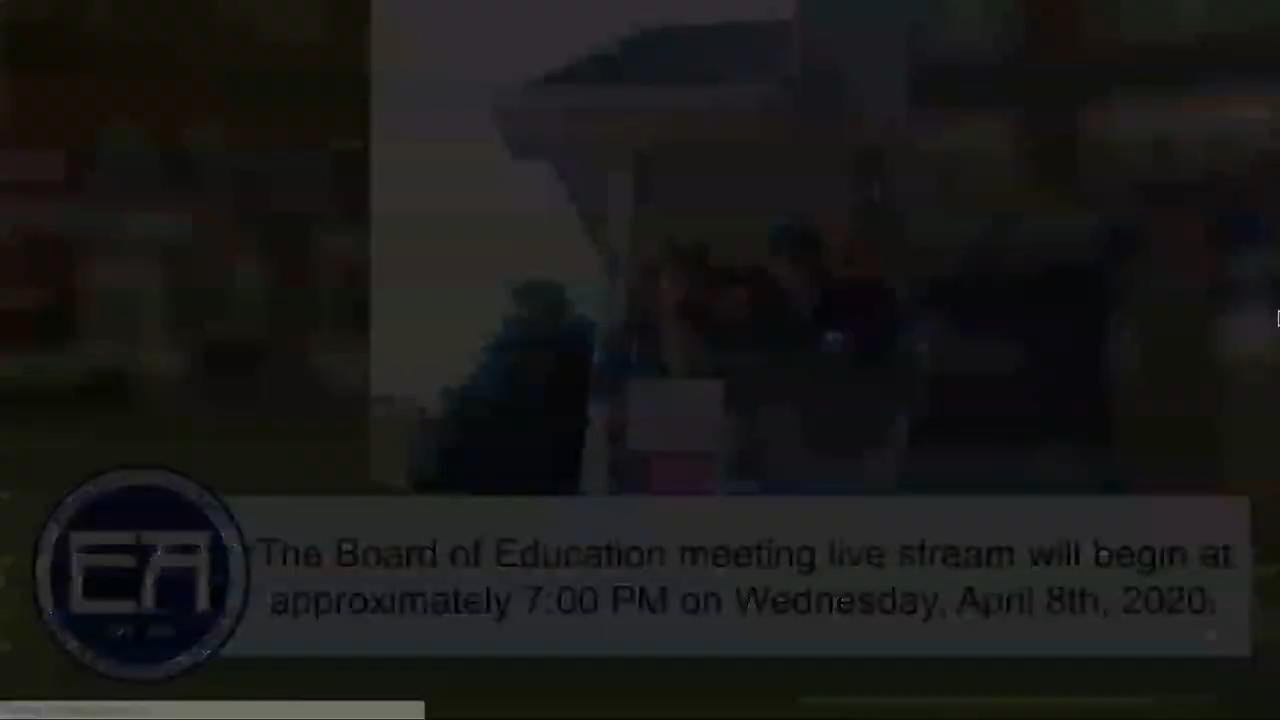 EA
The Board of Education meeting live stream will begin at
approximately 7:00 PM on Wednesday, April 8th, 2020.